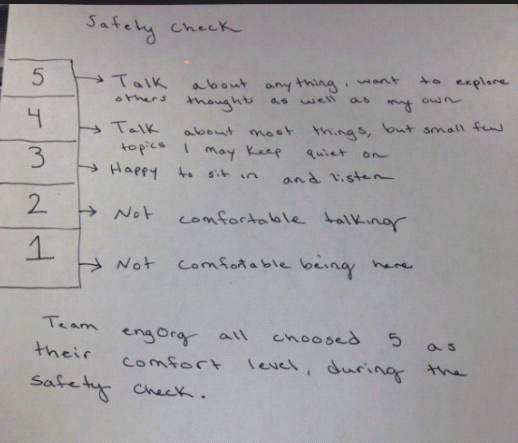 Safety Check
5 → Talk about anything, want to explore
others thoughts as well as my own
4 → Talk about most things, but small few
topics I may keep quiet on
3 → Happy to sit in and listen
2 → Not comfortable talking
1 → Not comfotable being here
Team engOrg all choosed 5 as
their comfort level, during the
safety check.